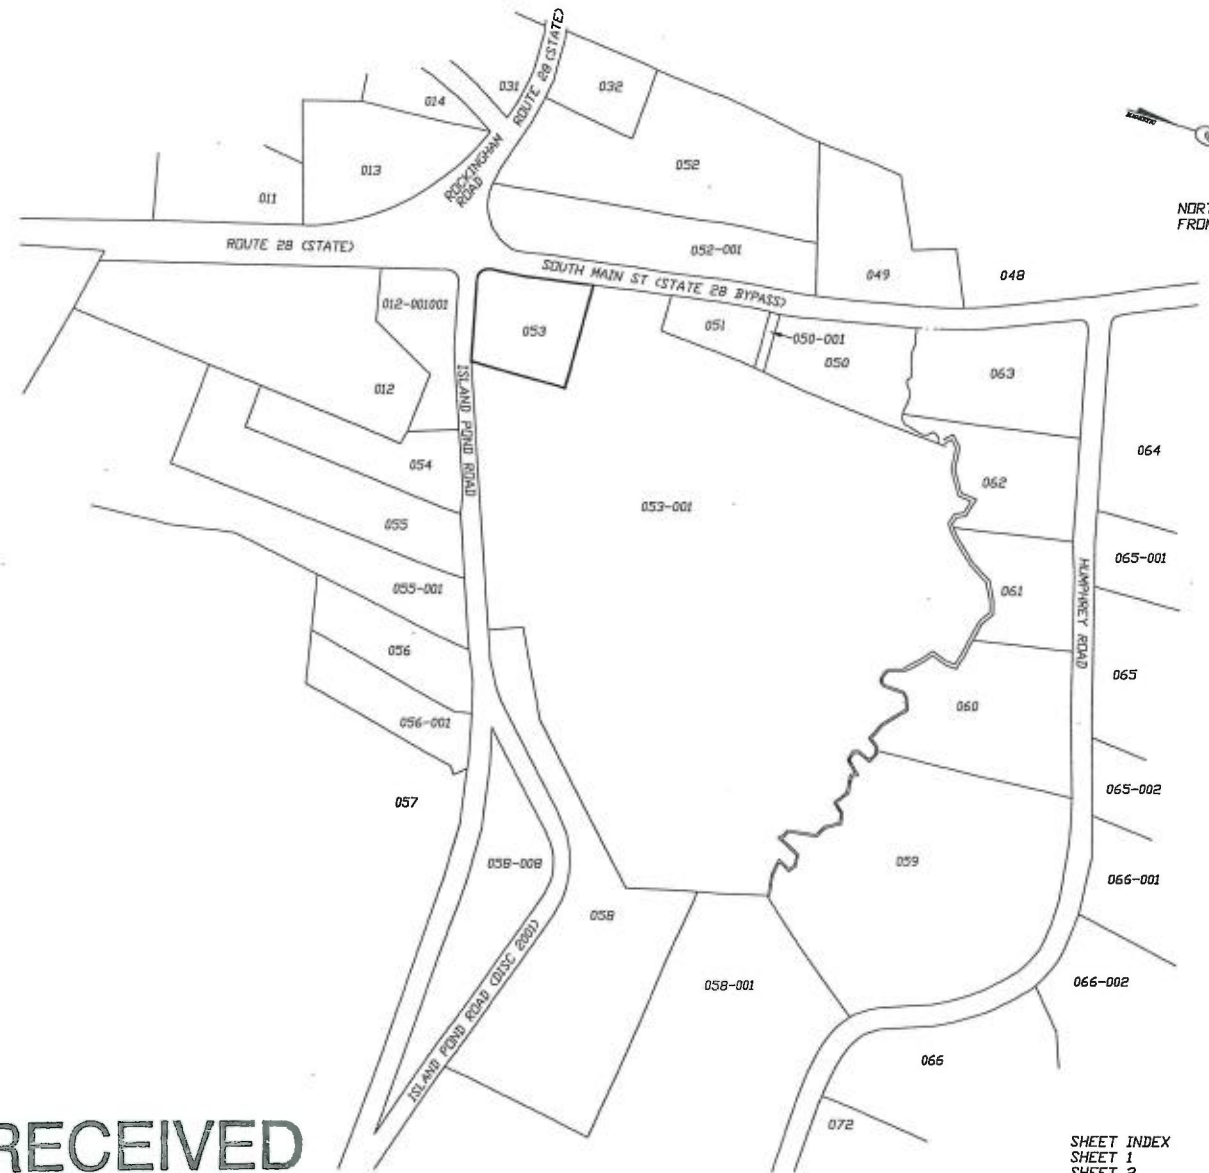 ROUTE 28 (STATE)
031
032
014
013
ROCKINGHAM
ROAD
052
011
NORT
FROM
ROUTE 28 (STATE)
052-001
SOUTH MAIN ST (STATE 28 BYPASS)
049
048
012-001001
053
051
050-001
050
063
012
ISLAND POND ROAD
054
064
062
055
053-001
065-001
055-001
061
HUMPHREY ROAD
056
065
060
056-001
057
065-002
058-008
059
066-001
058
058-001
066-002
ISLAND POND ROAD (DISC 2001)
066
072
RECEIVED
SHEET INDEX
SHEET 1
SHEET 2